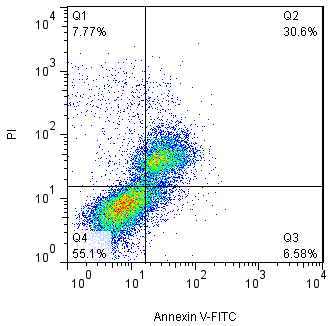 10^4
Q1
7.77%
Q2
30.6%
10^3
10^2
PI
10^1
10^0
Q4
55.1%
Q3
6.58%
10^0 10^1 10^2 10^3 10^4
Annexin V-FITC